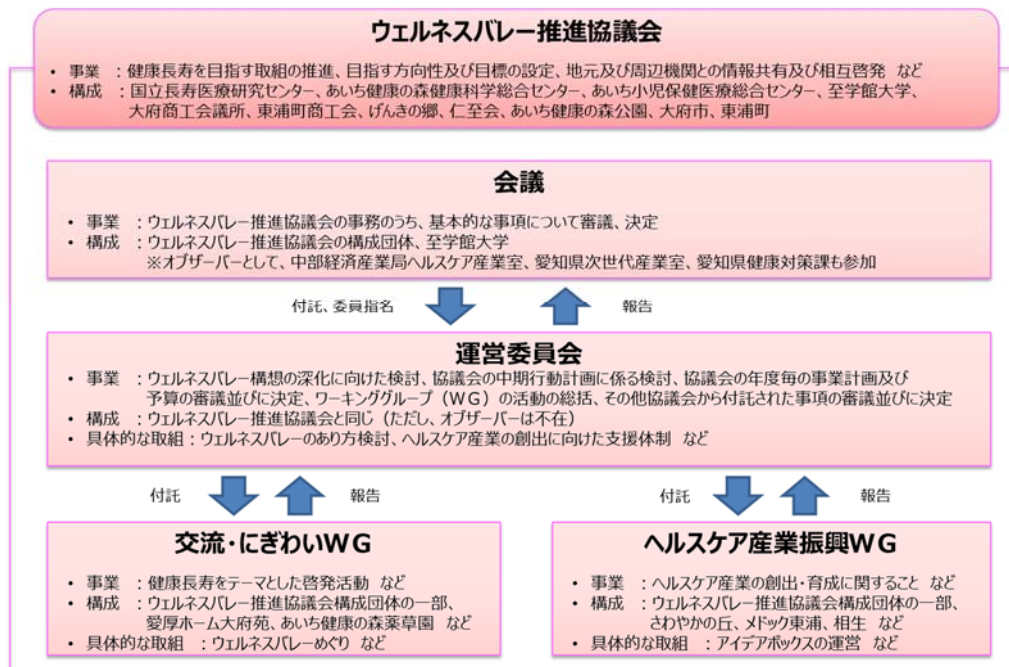 ウェルネスバレー推進協議会
• 事業 ：健康長寿を目指す取組の推進、目指す方向性及び目標の設定、地元及び周辺機関との情報共有及び相互啓発 など
• 構成 ：国立長寿医療研究センター、あいち健康の森健康科学総合センター、あいち小児保健医療総合センター、至学館大学、
大府商工会議所、東浦町商工会、げんきの郷、仁至会、あいち健康の森公園、大府市、東浦町
会議
• 事業 ：ウェルネスバレー推進協議会の事務のうち、基本的な事項について審議、決定
• 構成 ：ウェルネスバレー推進協議会の構成団体、至学館大学
※オブザーバーとして、中部経済産業局ヘルスケア産業室、愛知県次世代産業室、愛知県健康対策課も参加
付託、委員指名
報告
運営委員会
• 事業 ：ウェルネスバレー構想の深化に向けた検討、協議会の中期行動計画に係る検討、協議会の年度毎の事業計画及び
予算の審議並びに決定、ワーキンググループ（WG）の活動の総括、その他協議会から付託された事項の審議並びに決定
• 構成 ：ウェルネスバレー推進協議会と同じ（ただし、オブザーバーは不在）
• 具体的な取組：ウェルネスバレーのあり方検討、ヘルスケア産業の創出に向けた支援体制 など
付託
報告
付託
報告
交流・にぎわいWG
• 事業 ：健康長寿をテーマとした啓発活動 など
• 構成 ：ウェルネスバレー推進協議会構成団体の一部、
愛厚ホーム大府苑、あいち健康の森薬草園 など
• 具体的な取組 ：ウェルネスバレーめぐり など
ヘルスケア産業振興WG
• 事業 ：ヘルスケア産業の創出・育成に関すること など
• 構成 ：ウェルネスバレー推進協議会構成団体の一部、
さわやかの丘、メドック東浦、相生 など
• 具体的な取組 ：アイデアボックスの運営 など